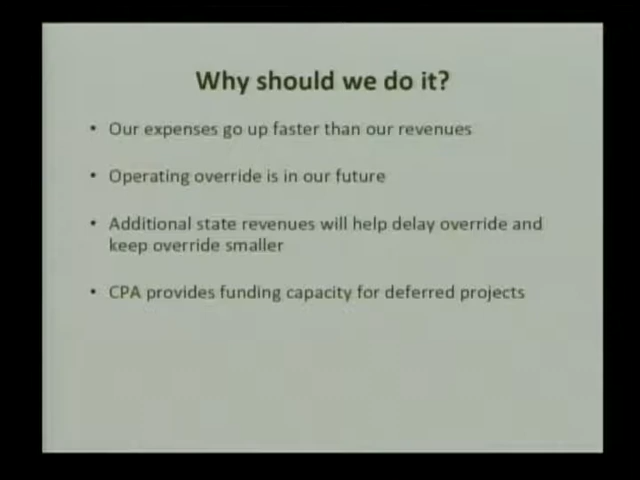 Why should we do it?
• Our expenses go up faster than our revenues
• Operating override is in our future
• Additional state revenues will help delay override and
keep override smaller
• CPA provides funding capacity for deferred projects